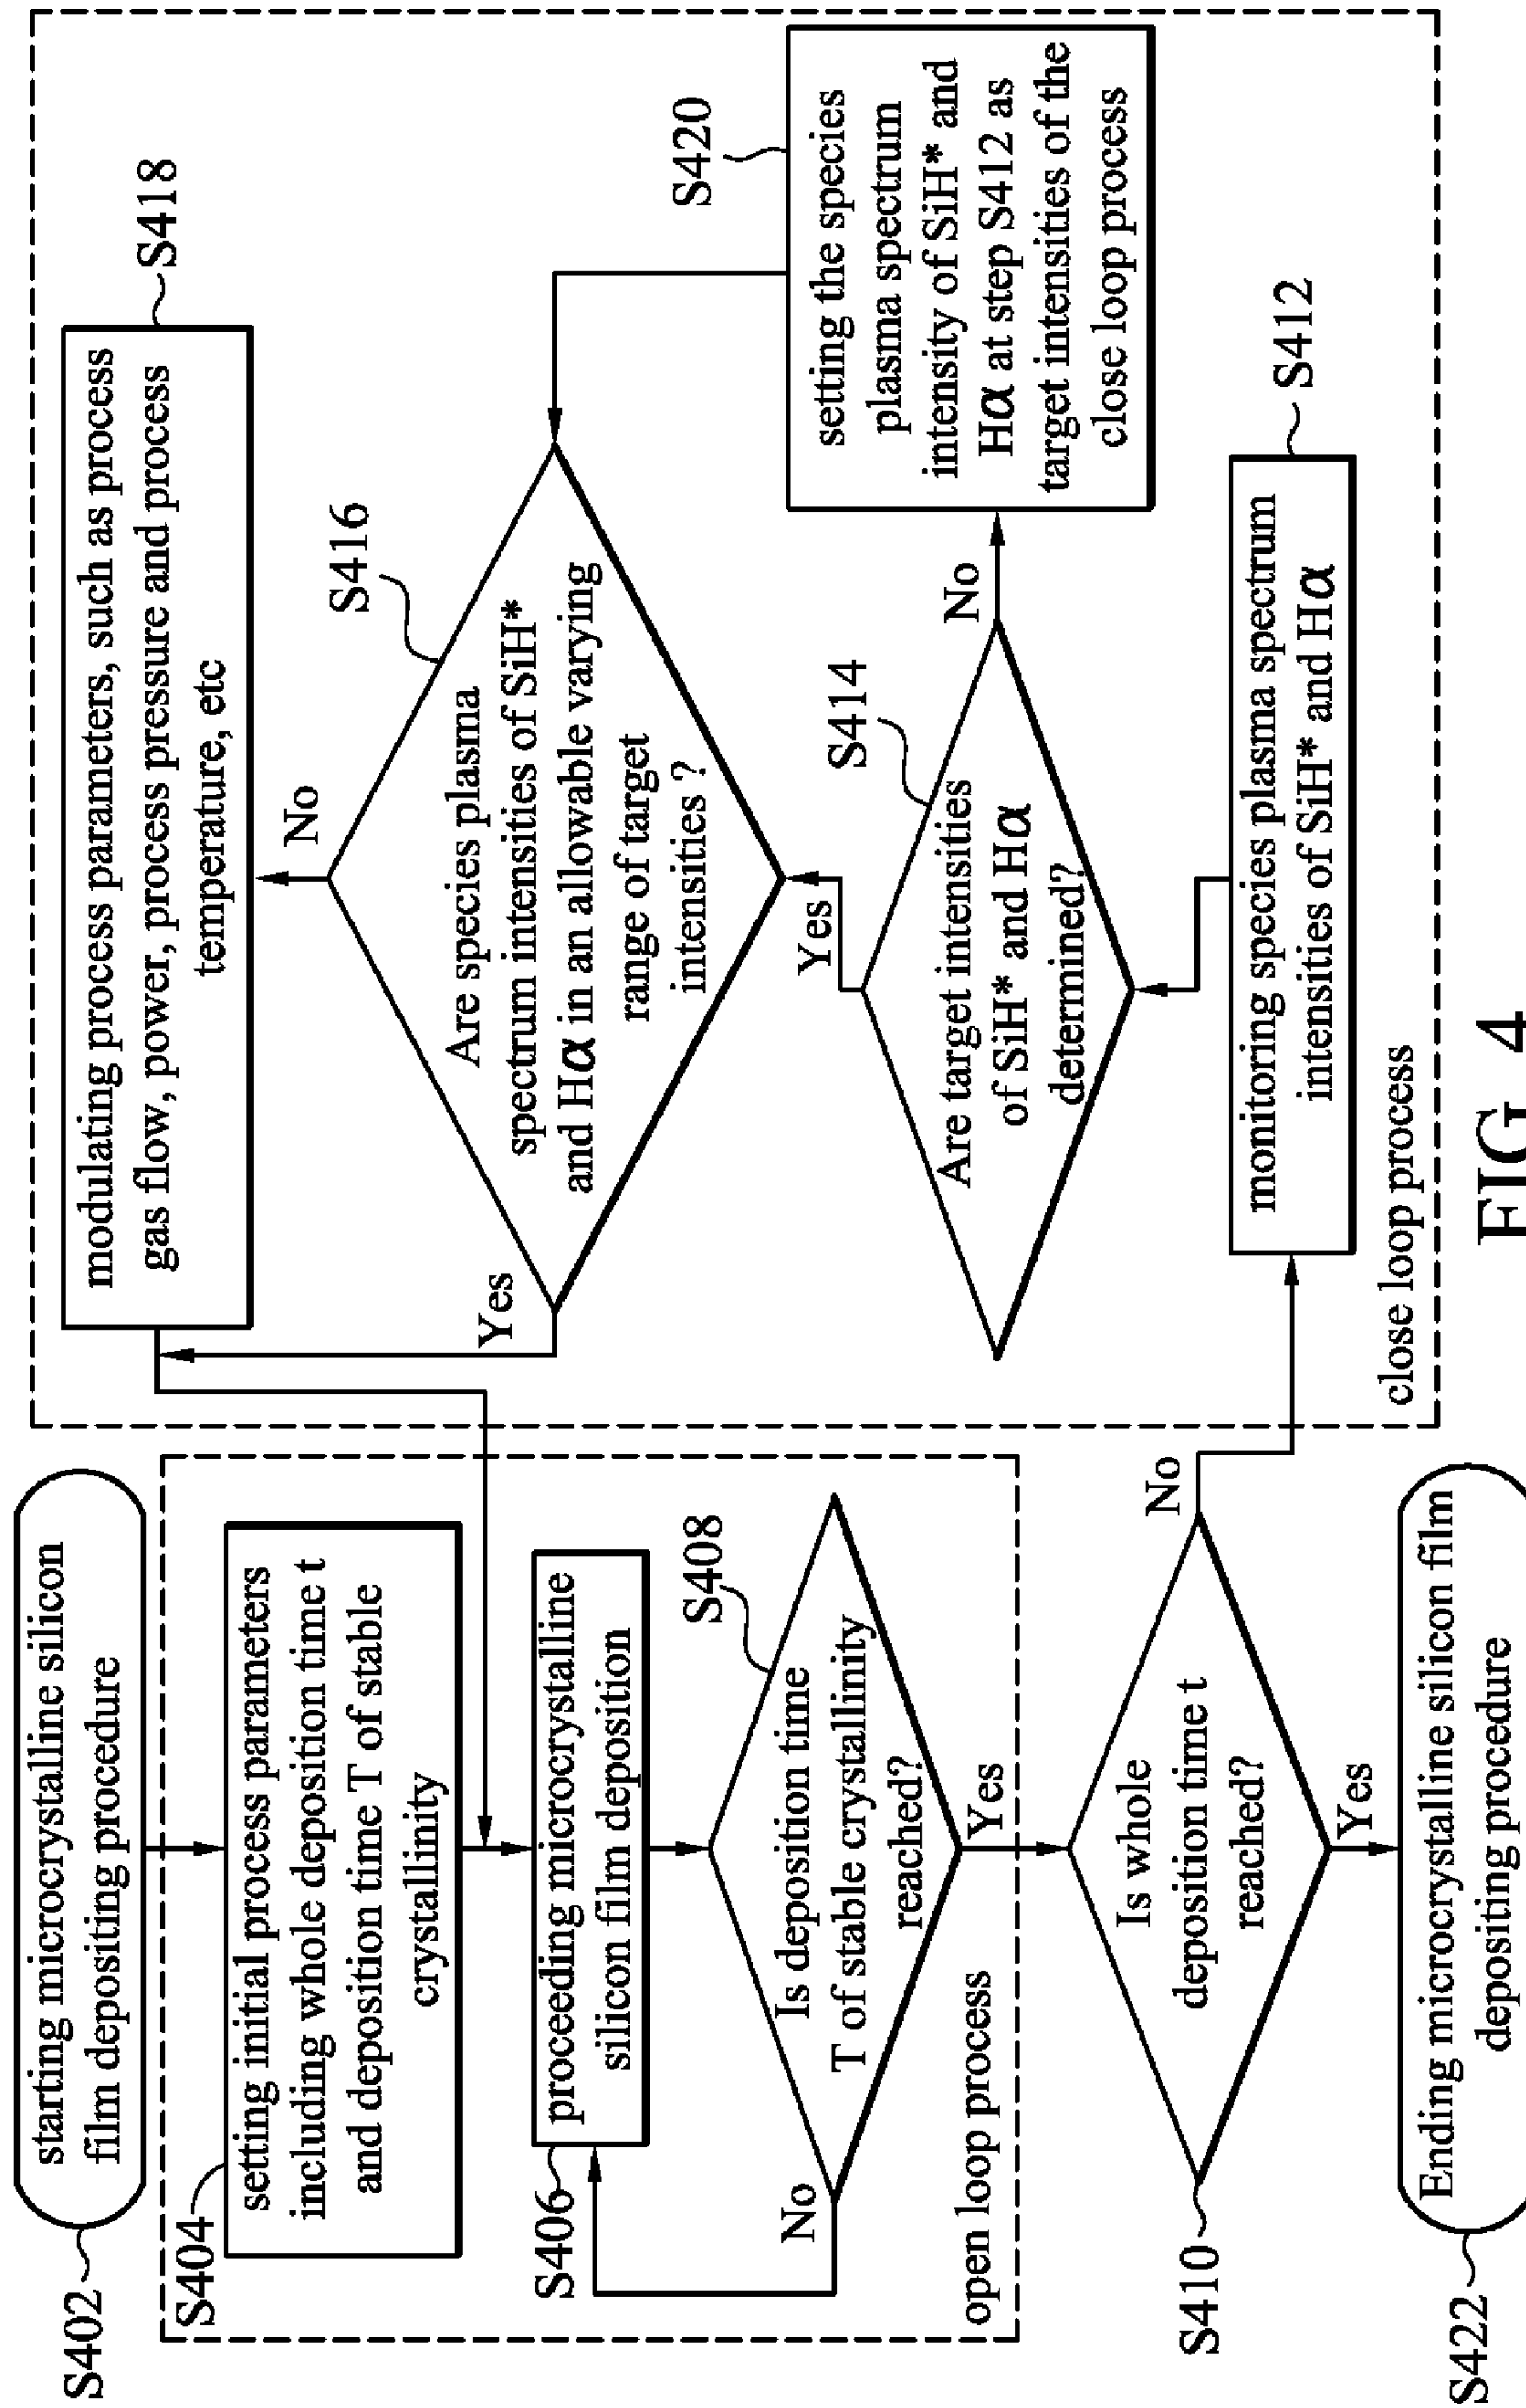 S402
starting microcrystalline silicon
film depositing procedure
S404
setting initial process parameters
including whole deposition time t
and deposition time T of stable
crystallinity
S406
proceeding microcrystalline
silicon film deposition
S408
Is deposition time
T of stable crystallinity
reached?
No
Yes
open loop process
S410
Is whole
deposition time t
reached?
No
Yes
S422
Ending microcrystalline silicon film
depositing procedure
S418
modulating process parameters, such as process
gas flow, power, process pressure and process
temperature, etc
No
S416
Are species plasma
spectrum intensities of SiH*
and Hα in an allowable varying
range of target
intensities ?
Yes
Yes
S414
Are target intensities
of SiH* and Hα
determined?
No
S420
setting the species
plasma spectrum
intensity of SiH* and
Hα at step S412 as
target intensities of the
close loop process
S412
monitoring species plasma spectrum
intensities of SiH* and Hα
close loop process
FIG. 4